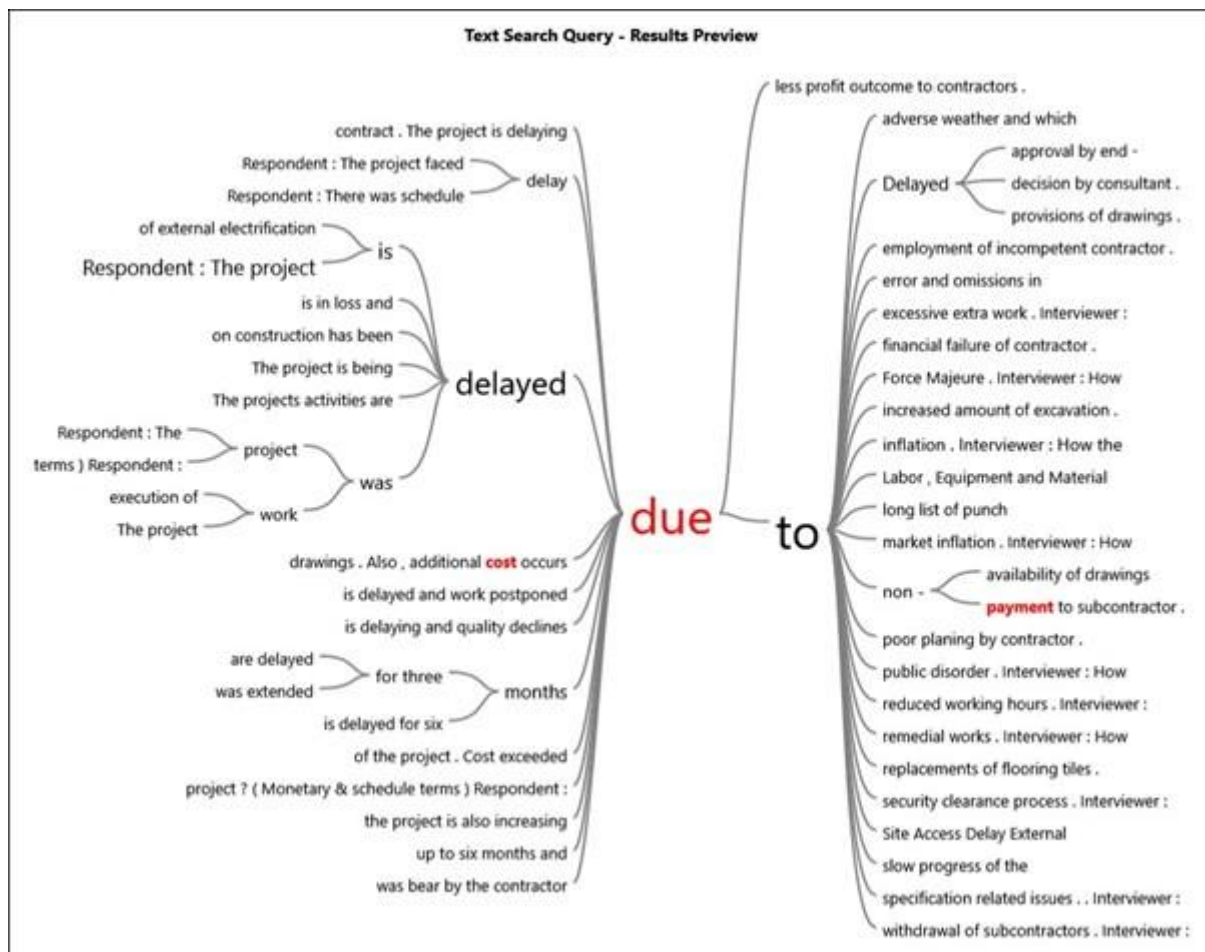 Text Search Query - Results Preview
contract . The project is delaying
Respondent : The project faced
Respondent : There was schedule
delay
of external electrification
Respondent : The project
is
is in loss and
on construction has been
The project is being
The projects activities are
Respondent : The
terms ) Respondent :
project
execution of
The project
work
was
delayed
drawings . Also , additional cost occurs
is delayed and work postponed
is delaying and quality declines
are delayed
was extended
for three
is delayed for six
months
of the project . Cost exceeded
project ? ( Monetary & schedule terms ) Respondent :
the project is also increasing
up to six months and
was bear by the contractor
due
less profit outcome to contractors .
to
adverse weather and which
Delayed
approval by end -
decision by consultant .
provisions of drawings .
employment of incompetent contractor .
error and omissions in
excessive extra work . Interviewer :
financial failure of contractor .
Force Majeure . Interviewer : How
increased amount of excavation .
inflation . Interviewer : How the
Labor , Equipment and Material
long list of punch
market inflation . Interviewer : How
non -
availability of drawings
payment to subcontractor .
poor planing by contractor .
public disorder . Interviewer : How
reduced working hours . Interviewer :
remedial works . Interviewer : How
replacements of flooring tiles .
security clearance process . Interviewer :
Site Access Delay External
slow progress of the
specification related issues . . Interviewer :
withdrawal of subcontractors . Interviewer :